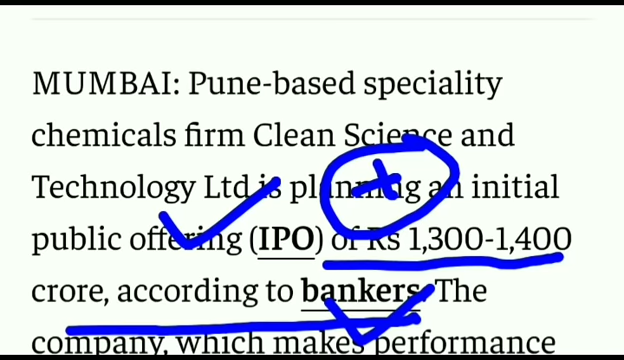 MUMBAI: Pune-based speciality
chemicals firm Clean Science and
Technology Ltd is planning an initial
public offering (IPO) of Rs 1,300-1,400
crore, according to bankers. The
company, which makes performance